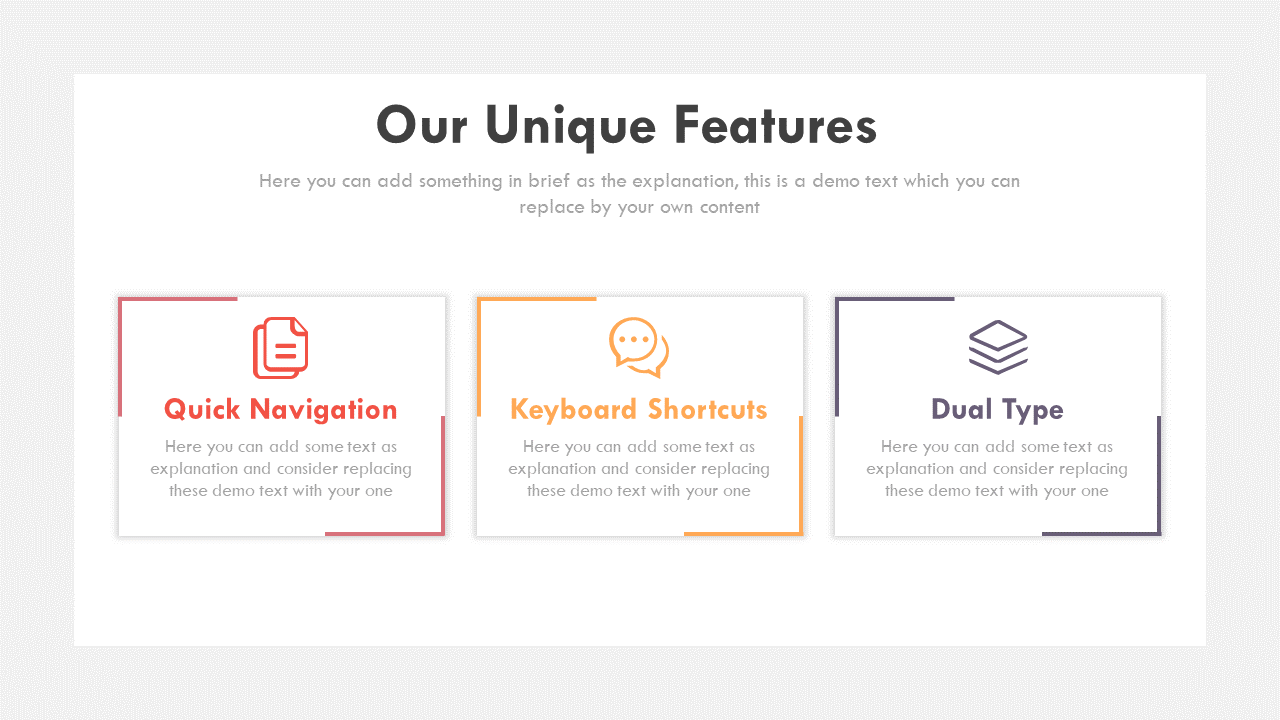 Our Unique Features
Here you can add something in brief as the explanation, this is a demo text which you can
replace by your own content
Quick Navigation
Here you can add some text as
explanation and consider replacing
these demo text with your one
Keyboard Shortcuts
Here you can add some text as
explanation and consider replacing
these demo text with your one
Dual Type
Here you can add some text as
explanation and consider replacing
these demo text with your one